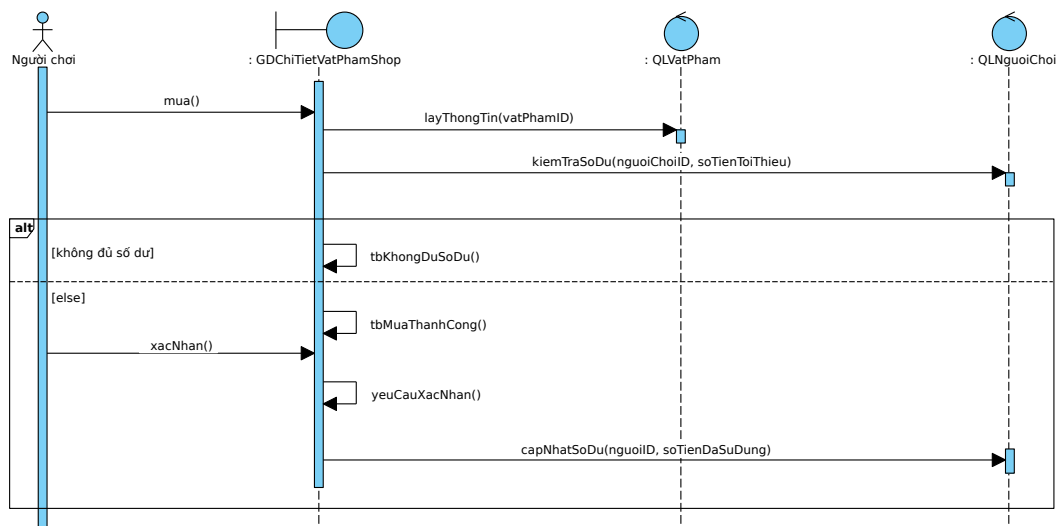 Người chơi
: GDChiTietVatPhamShop
: QLVatPham
: QLNguoiChoi
mua()
layThongTin(vatPhamID)
kiemTraSoDu(nguoiChoiID, soTienToiThieu)
alt
[không đủ số dư]
tbKhongDuSoDu()
[else]
tbMuaThanhCong()
xacNhan()
yeuCauXacNhan()
capNhatSoDu(nguoiID, soTienDaSuDung)